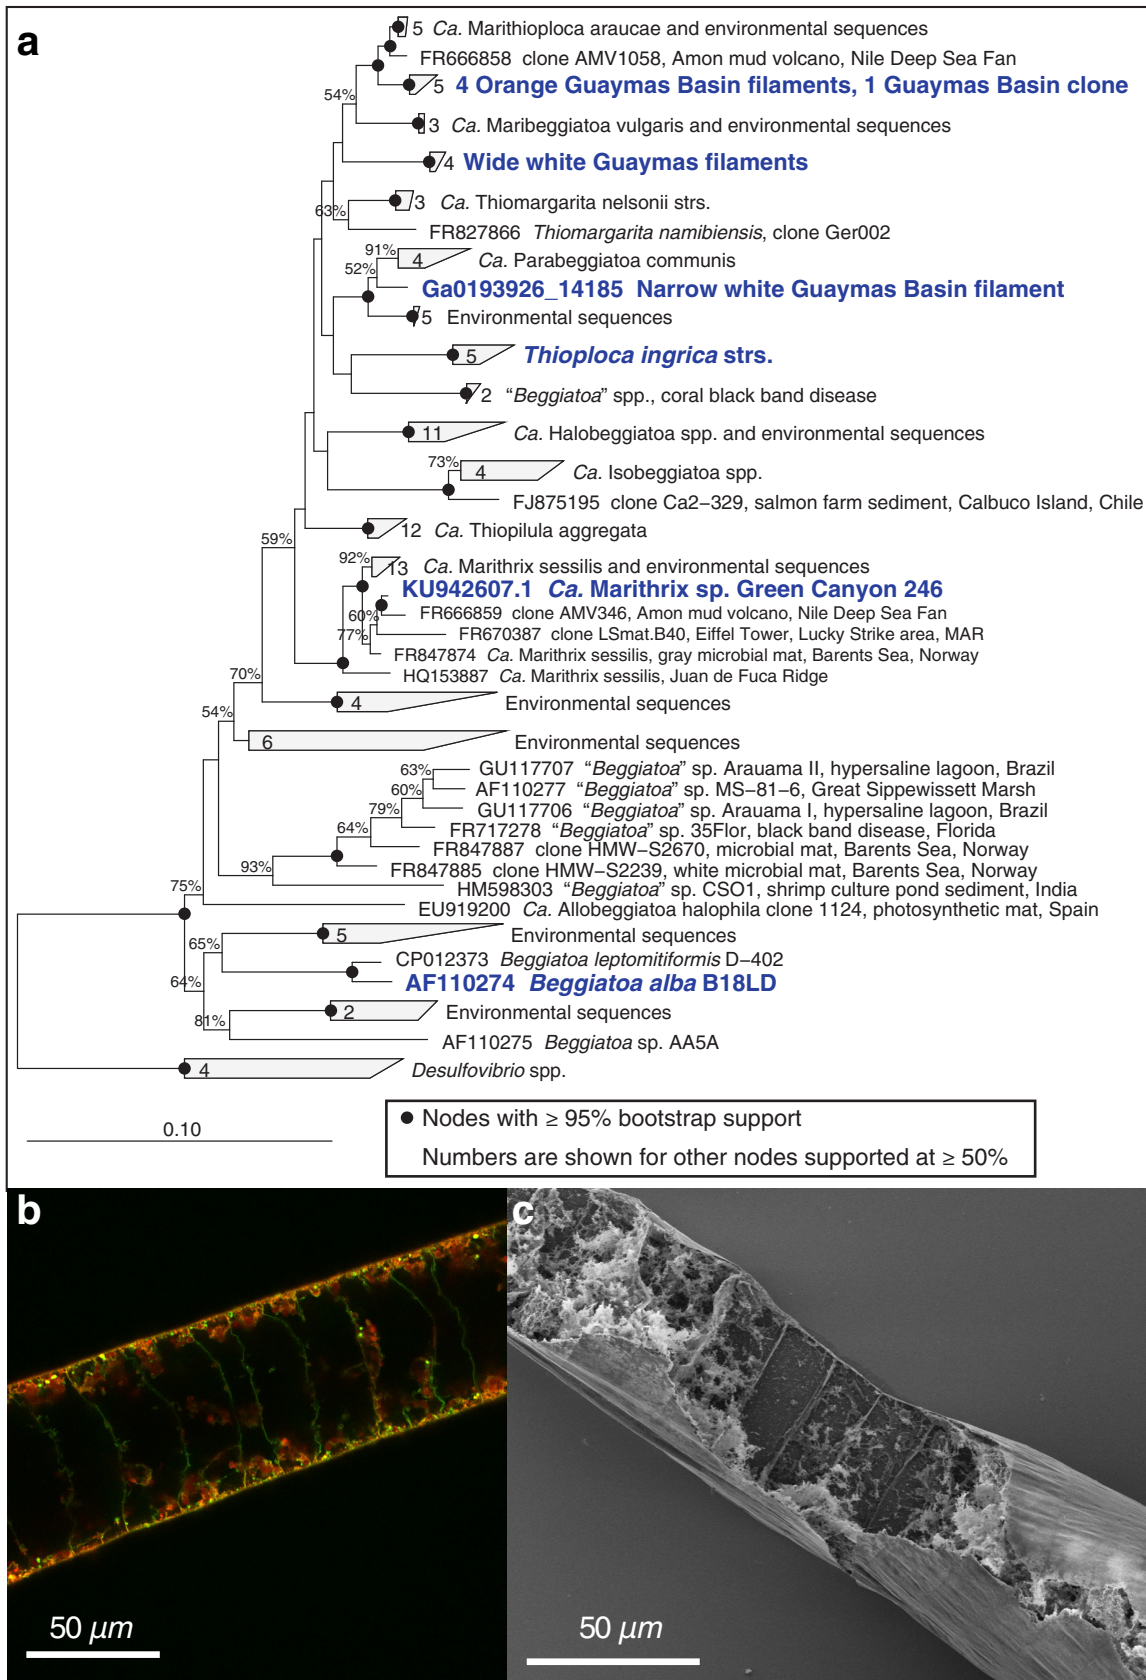 a
5 Ca. Marithioploca araucae and environmental sequences
FR666858 clone AMV1058, Amon mud volcano, Nile Deep Sea Fan
5 4 Orange Guaymas Basin filaments, 1 Guaymas Basin clone
54%
3 Ca. Maribeggiatoa vulgaris and environmental sequences
4 Wide white Guaymas filaments
3 Ca. Thiomargarita nelsonii strs.
63%
FR827866 Thiomargarita namibiensis, clone Ger002
91%
4 Ca. Parabeggiatoa communis
52%
Ga0193926_14185 Narrow white Guaymas Basin filament
5 Environmental sequences
5 Thioploca ingrica strs.
2 “Beggiatoa” spp., coral black band disease
11 Ca. Halobeggiatoa spp. and environmental sequences
73%
4 Ca. Isobeggiatoa spp.
FJ875195 clone Ca2−329, salmon farm sediment, Calbuco Island, Chile
12 Ca. Thiopilula aggregata
59%
92%
13 Ca. Marithrix sessilis and environmental sequences
KU942607.1 Ca. Marithrix sp. Green Canyon 246
60%
FR666859 clone AMV346, Amon mud volcano, Nile Deep Sea Fan
77%
FR670387 clone LSmat.B40, Eiffel Tower, Lucky Strike area, MAR
FR847874 Ca. Marithrix sessilis, gray microbial mat, Barents Sea, Norway
HQ153887 Ca. Marithrix sessilis, Juan de Fuca Ridge
70%
4 Environmental sequences
54%
6 Environmental sequences
63%
GU117707 “Beggiatoa” sp. Arauama II, hypersaline lagoon, Brazil
60%
AF110277 “Beggiatoa” sp. MS−81−6, Great Sippewissett Marsh
79%
GU117706 “Beggiatoa” sp. Arauama I, hypersaline lagoon, Brazil
64%
FR717278 “Beggiatoa” sp. 35Flor, black band disease, Florida
FR847887 clone HMW−S2670, microbial mat, Barents Sea, Norway
93%
FR847885 clone HMW−S2239, white microbial mat, Barents Sea, Norway
HM598303 “Beggiatoa” sp. CSO1, shrimp culture pond sediment, India
75%
EU919200 Ca. Allobeggiatoa halophila clone 1124, photosynthetic mat, Spain
5 Environmental sequences
65%
CP012373 Beggiatoa leptomitiformis D−402
64%
AF110274 Beggiatoa alba B18LD
2 Environmental sequences
81%
AF110275 Beggiatoa sp. AA5A
4 Desulfovibrio spp.
0.10
Nodes with ≥ 95% bootstrap support
Numbers are shown for other nodes supported at ≥ 50%
b
50 µm
c
50 µm